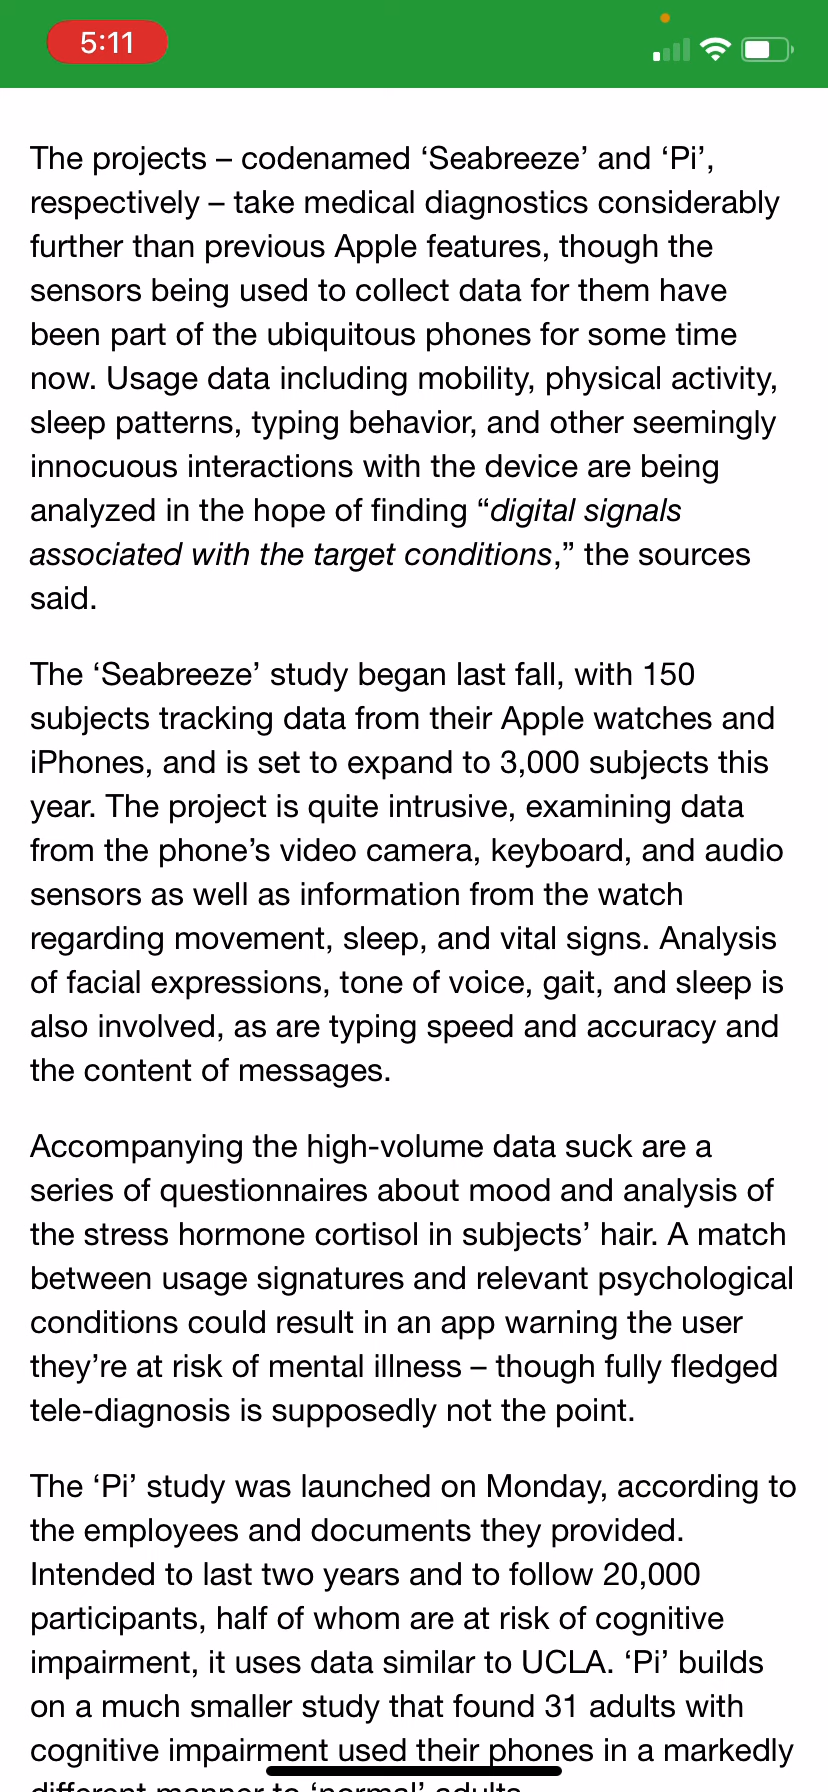 5:11
The projects – codenamed ‘Seabreeze’ and ‘Pi’,
respectively – take medical diagnostics considerably
further than previous Apple features, though the
sensors being used to collect data for them have
been part of the ubiquitous phones for some time
now. Usage data including mobility, physical activity,
sleep patterns, typing behavior, and other seemingly
innocuous interactions with the device are being
analyzed in the hope of finding “digital signals
associated with the target conditions,” the sources
said.
The ‘Seabreeze’ study began last fall, with 150
subjects tracking data from their Apple watches and
iPhones, and is set to expand to 3,000 subjects this
year. The project is quite intrusive, examining data
from the phone’s video camera, keyboard, and audio
sensors as well as information from the watch
regarding movement, sleep, and vital signs. Analysis
of facial expressions, tone of voice, gait, and sleep is
also involved, as are typing speed and accuracy and
the content of messages.
Accompanying the high-volume data suck are a
series of questionnaires about mood and analysis of
the stress hormone cortisol in subjects’ hair. A match
between usage signatures and relevant psychological
conditions could result in an app warning the user
they’re at risk of mental illness – though fully fledged
tele-diagnosis is supposedly not the point.
The ‘Pi’ study was launched on Monday, according to
the employees and documents they provided.
Intended to last two years and to follow 20,000
participants, half of whom are at risk of cognitive
impairment, it uses data similar to UCLA. ‘Pi’ builds
on a much smaller study that found 31 adults with
cognitive impairment used their phones in a markedly
different manner to ‘normal’ adults